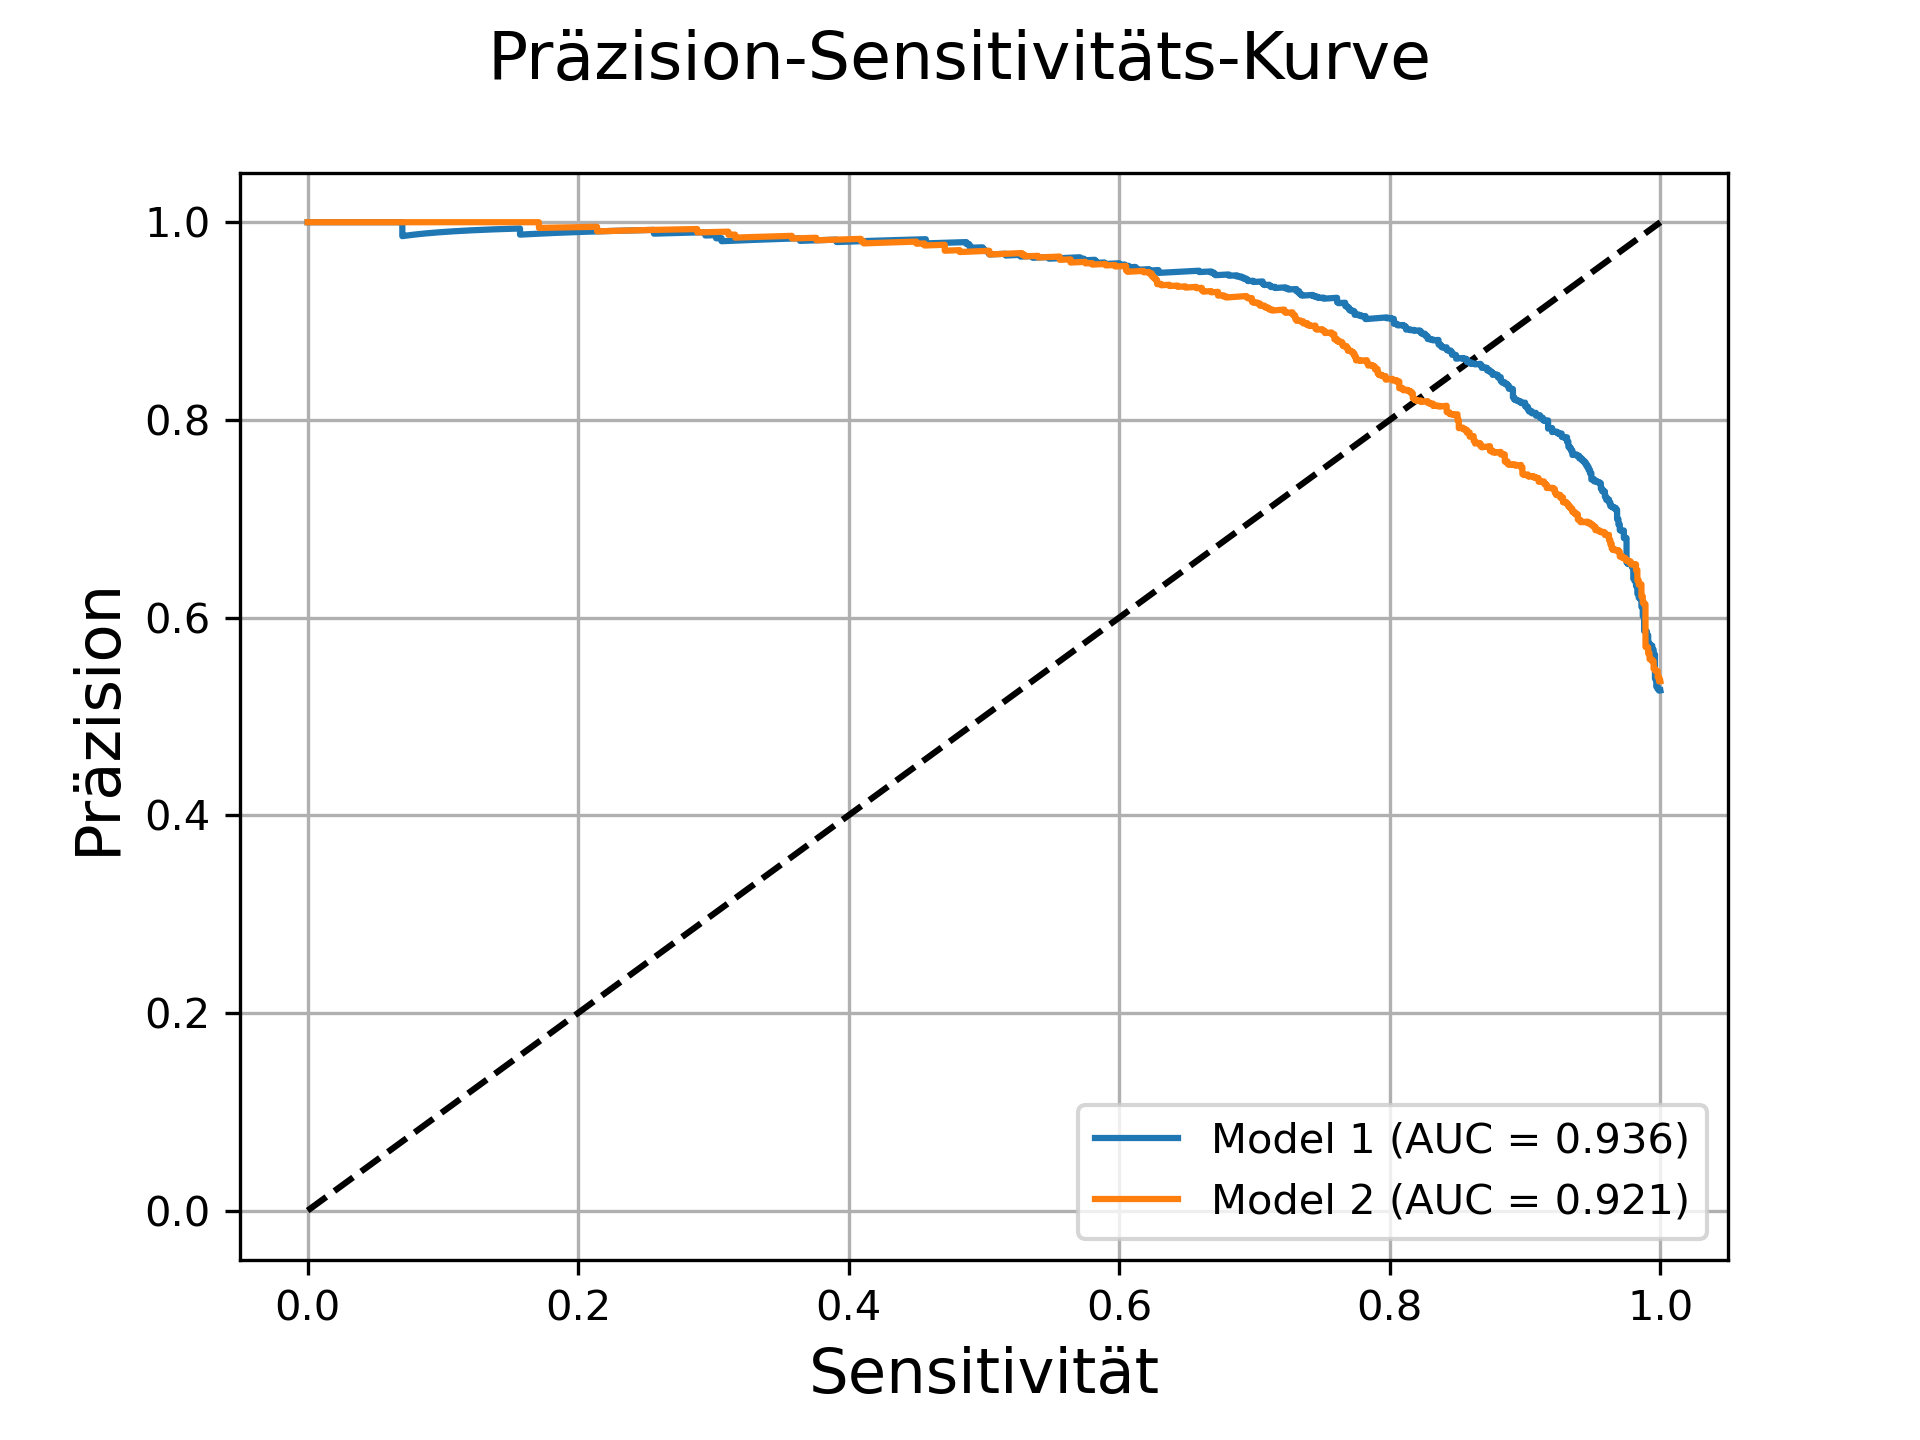 Präzision-Sensitivitäts-Kurve
Präzision
1.0
0.8
0.6
0.4
0.2
0.0
0.0 0.2 0.4 0.6 0.8 1.0
Sensitivität
Model 1 (AUC = 0.936)
Model 2 (AUC = 0.921)